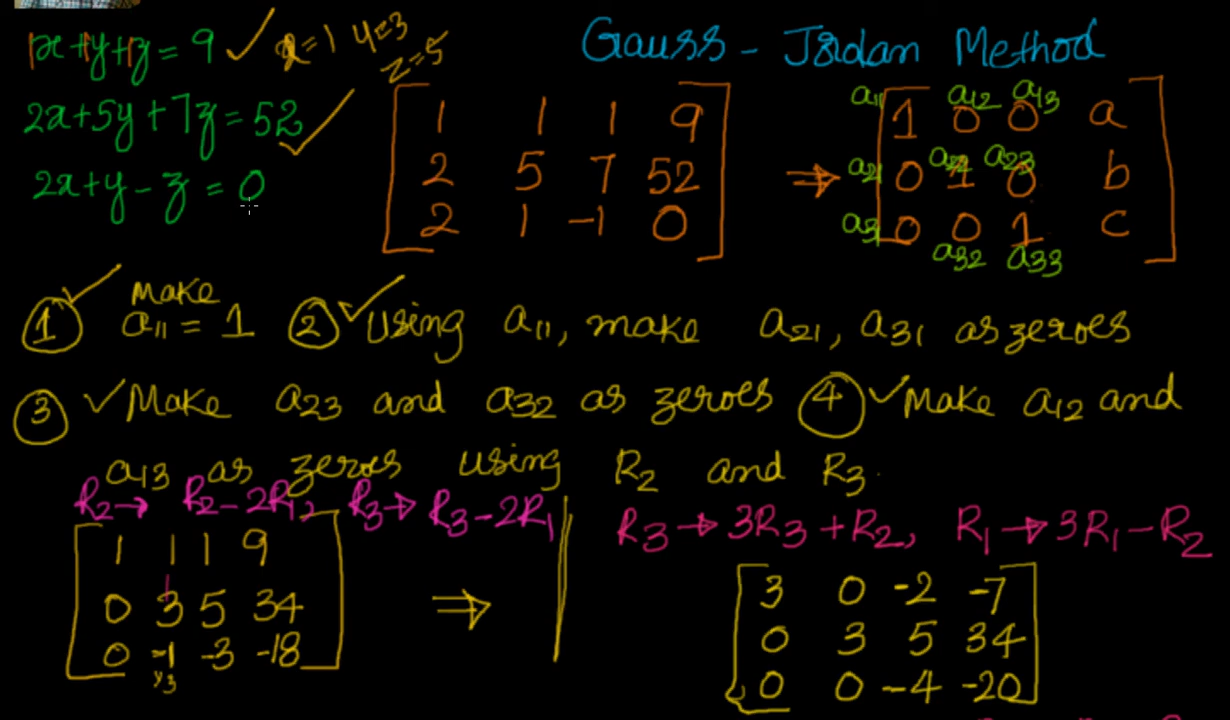 1x+1y+1z = 9 ✓ x=1 y=3 z=5
2x+5y+7z = 52 ✓
2x+y-z = 0
Gauss - Jordan Method
1 1 1 9
2 5 7 52
2 1 -1 0
⇒
a11 a12 a13
1 0 0 a
a21 a22 a23
0 1 0 b
a31
0 0 1 c
a32 a33
① ✓ Make a11 = 1 ② ✓ Using a11, make a21, a31 as zeroes
③ ✓ Make a23 and a32 as zeroes ④ ✓ Make a12 and
a13 as zeroes using R2 and R3.
R2 → R2-2R1, R3 → R3-2R1
1 1 1 9
0 3 5 34
0 -1 -3 -18
x3
⇒
R3 → 3R3 + R2, R1 → 3R1 - R2
3 0 -2 -7
0 3 5 34
0 0 -4 -20